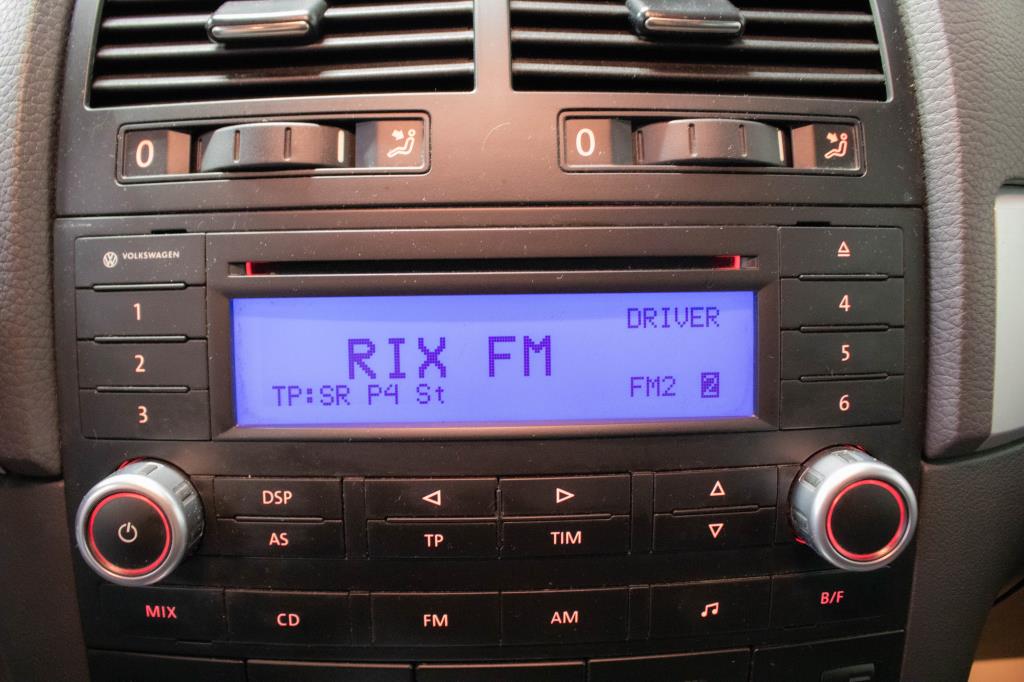 0
0
VOLKSWAGEN
1
2
3
DRIVER
RIX FM
TP:SR P4 St
FM2 2
4
5
6
DSP
AS
TP
TIM
MIX
CD
FM
AM
B/F